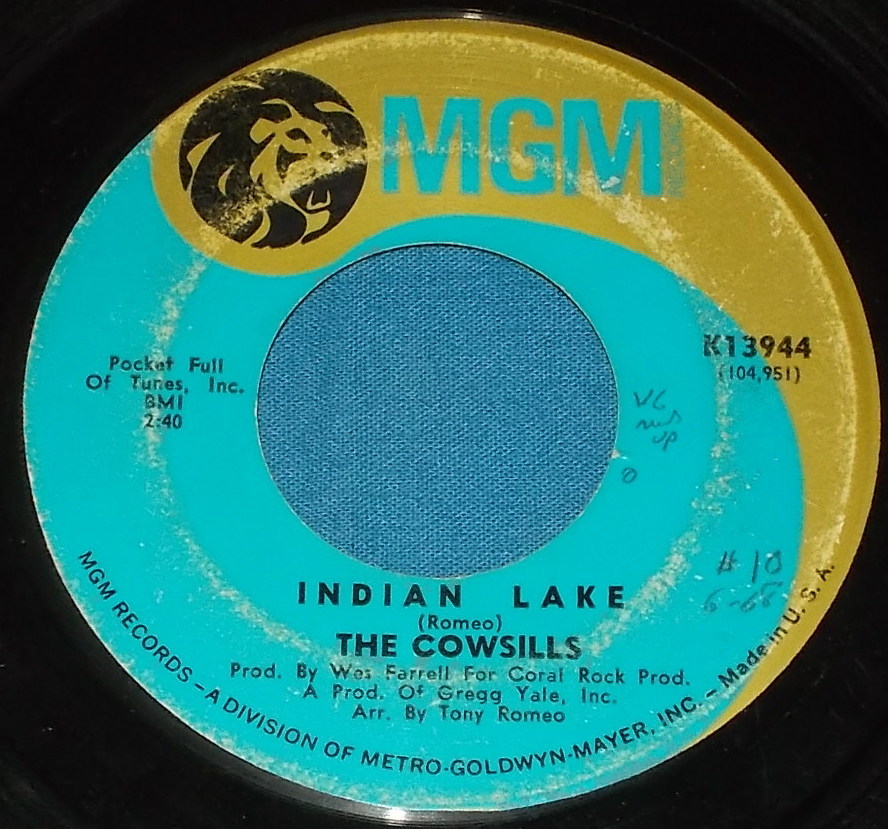 MGM
RECORDS
K13944
(104,951)
Pocket Full
Of Tunes, Inc.
BMI
2:40
VG
#10
6-68
INDIAN LAKE
(Romeo)
THE COWSILLS
Prod. By Wes Farrell For Coral Rock Prod.
A Prod. Of Gregg Yale, Inc.
Arr. By Tony Romeo
MGM RECORDS – A DIVISION OF METRO-GOLDWYN-MAYER, INC. – Made in U. S. A.